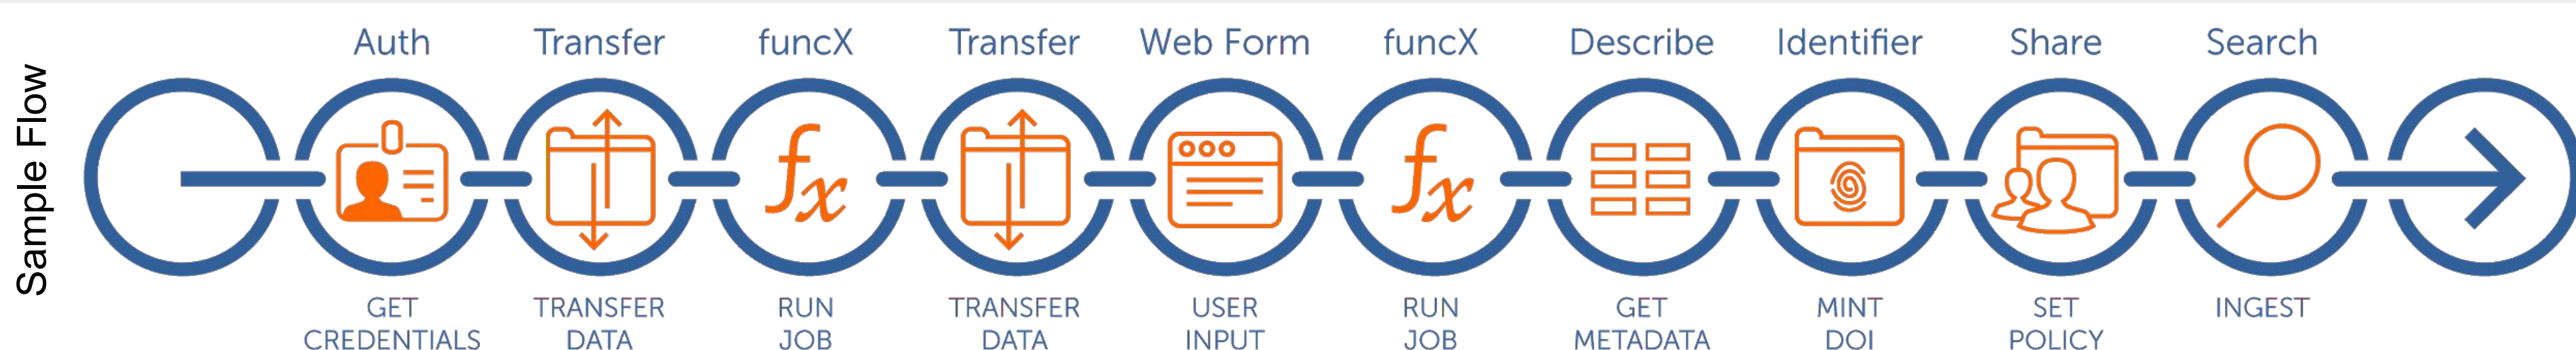 Sample Flow
Auth
Transfer
funcX
Transfer
Web Form
funcX
Describe
Identifier
Share
Search
GET
CREDENTIALS
TRANSFER
DATA
RUN
JOB
TRANSFER
DATA
USER
INPUT
RUN
JOB
GET
METADATA
MINT
DOI
SET
POLICY
INGEST